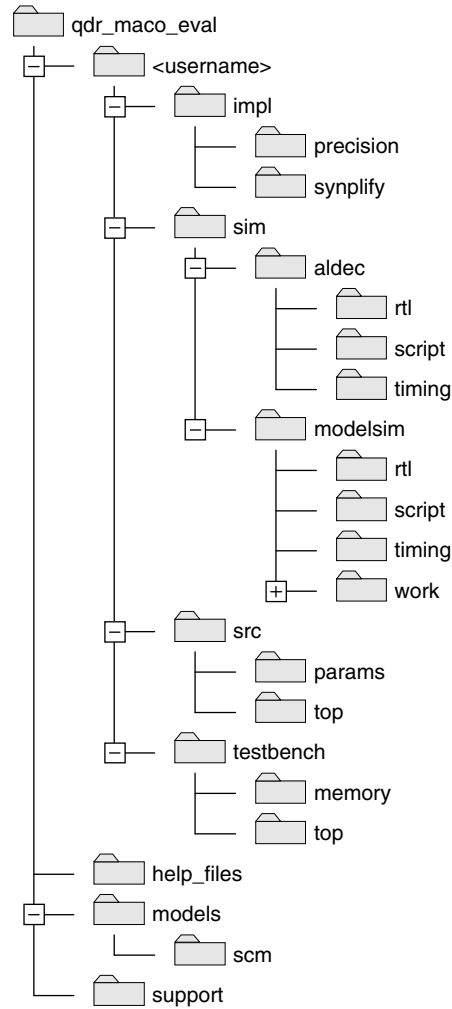 qdr_maco_eval
<username>
impl
precision
synplify
sim
aldec
rtl
script
timing
modelsim
rtl
script
timing
work
src
params
top
testbench
memory
top
help_files
models
scm
support